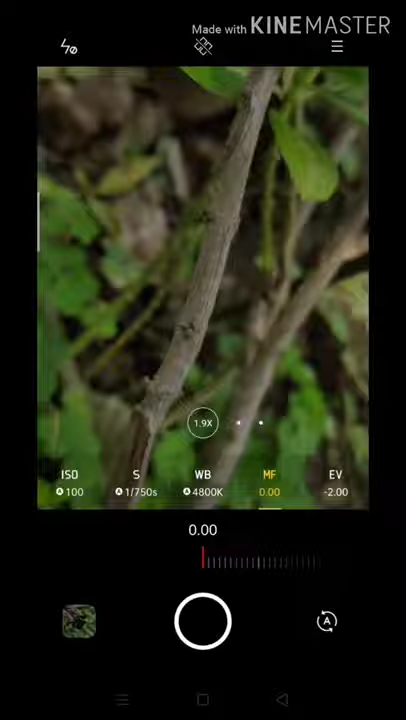 Made with KINEMASTER
1.9X
ISO S WB MF EV
A 100 A 1/750s A 4800K 0.00 -2.00
0.00
A